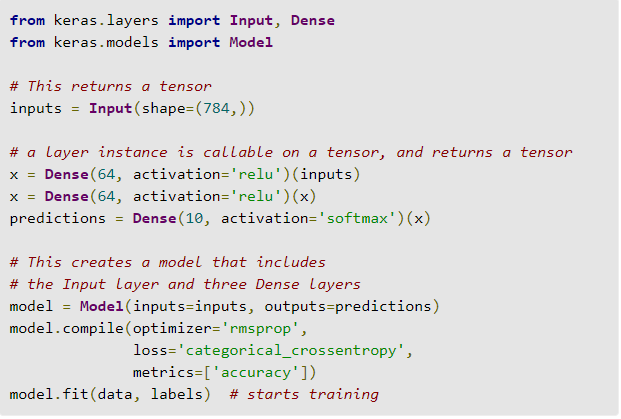 from keras.layers import Input, Dense
from keras.models import Model

# This returns a tensor
inputs = Input(shape=(784,))

# a layer instance is callable on a tensor, and returns a tensor
x = Dense(64, activation='relu')(inputs)
x = Dense(64, activation='relu')(x)
predictions = Dense(10, activation='softmax')(x)

# This creates a model that includes
# the Input layer and three Dense layers
model = Model(inputs=inputs, outputs=predictions)
model.compile(optimizer='rmsprop',
              loss='categorical_crossentropy',
              metrics=['accuracy'])
model.fit(data, labels)  # starts training